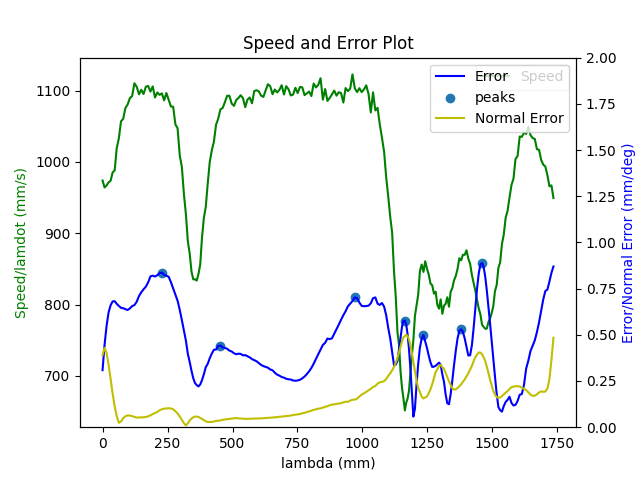 Speed and Error Plot
Speed/lamdot (mm/s)
1100
1000
900
800
700
0
250
500
750
1000
1250
1500
1750
lambda (mm)
2.00
1.75
1.50
1.25
1.00
0.75
0.50
0.25
0.00
Error/Normal Error (mm/deg)
Error
peaks
Normal Error
Speed